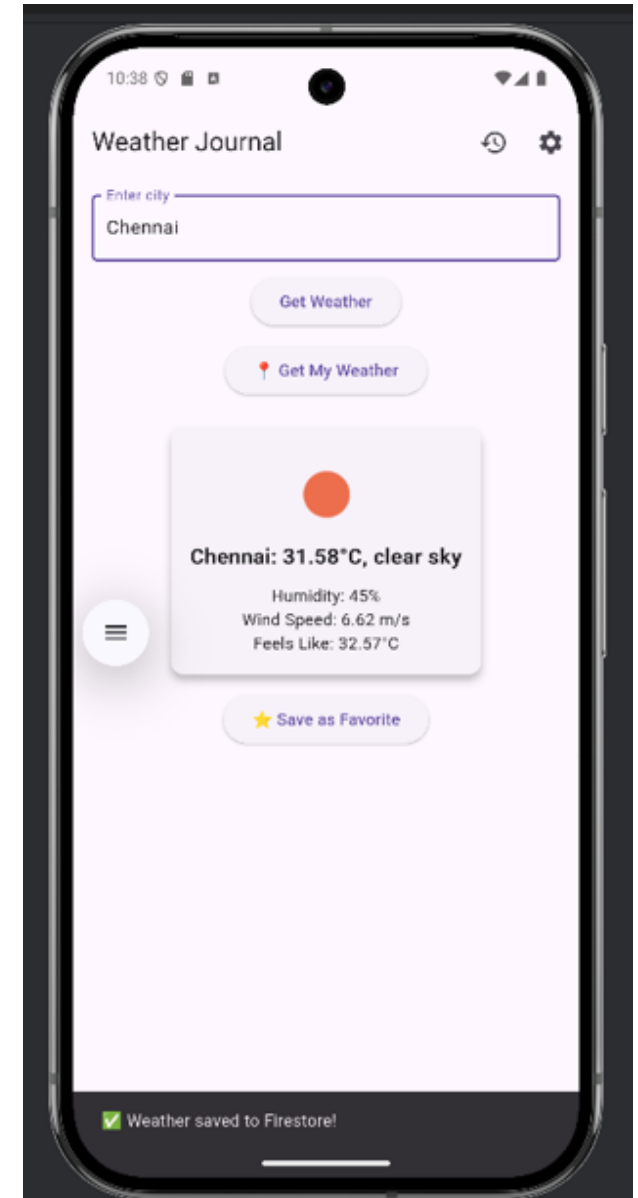 10:38
Weather Journal
Enter city
Chennai
Get Weather
📍 Get My Weather
Chennai: 31.58°C, clear sky
Humidity: 45%
Wind Speed: 6.62 m/s
Feels Like: 32.57°C
⭐ Save as Favorite
✅ Weather saved to Firestore!